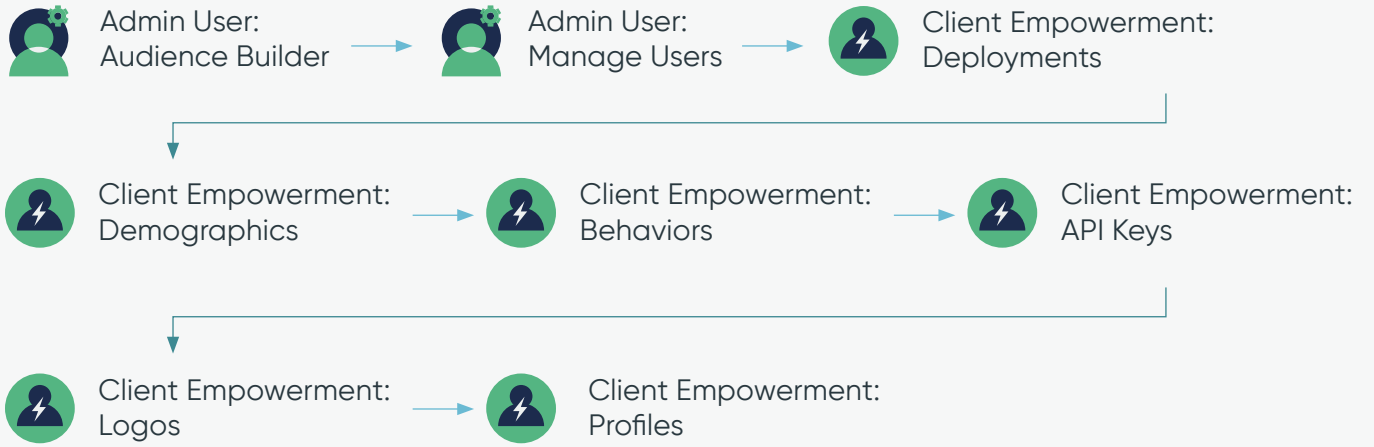 Admin User:
Audience Builder
Admin User:
Manage Users
Client Empowerment:
Deployments
Client Empowerment:
Demographics
Client Empowerment:
Behaviors
Client Empowerment:
API Keys
Client Empowerment:
Logos
Client Empowerment:
Profiles